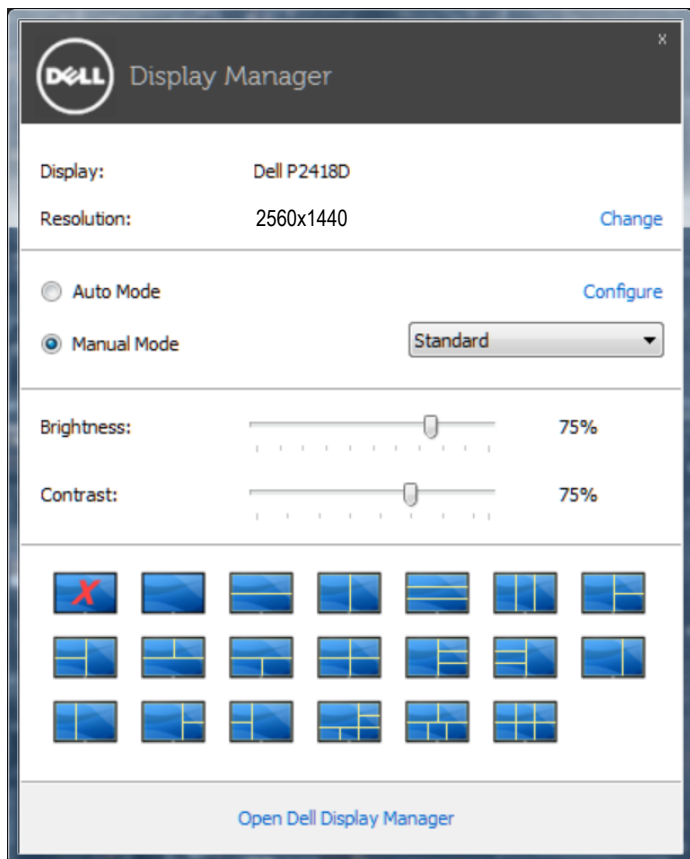 x
DELL Display Manager
Display: Dell P2418D
Resolution: 2560x1440 Change
Auto Mode Configure
Manual Mode Standard
Brightness: 75%
Contrast: 75%
X
Open Dell Display Manager